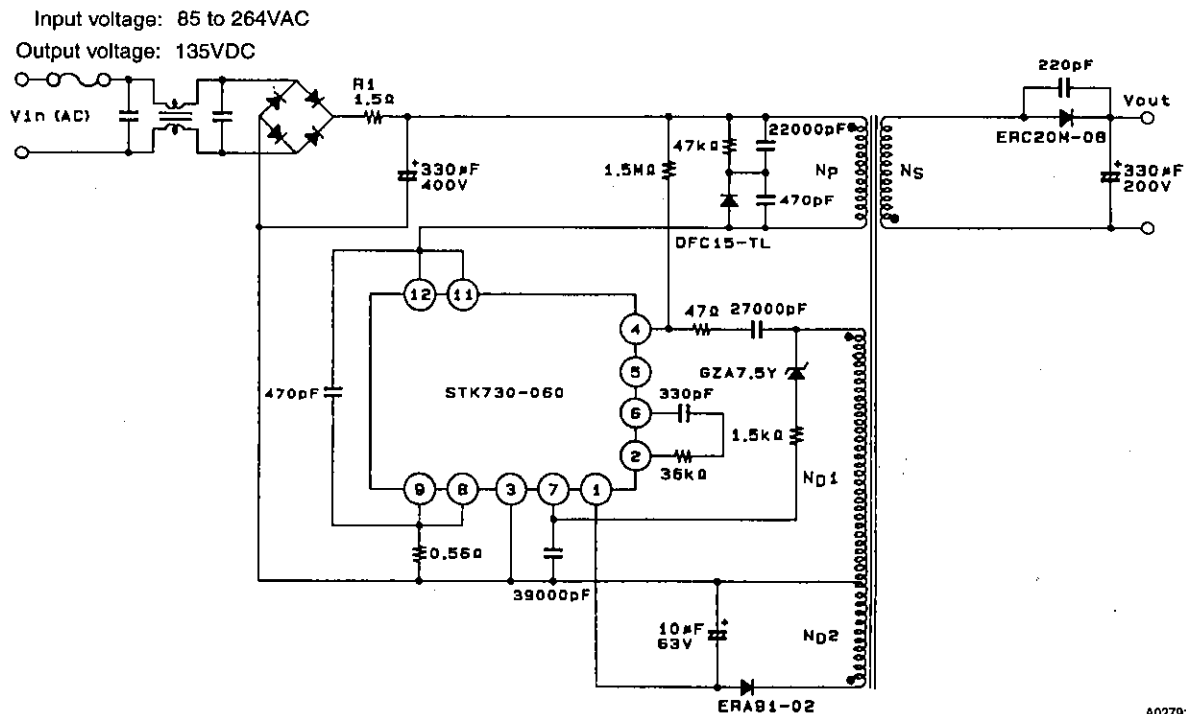 Input voltage: 85 to 264VAC
Output voltage: 135VDC
Vin (AC)
R1
1.5Ω
330μF
400V
1.5MΩ
47kΩ
22000pF
470pF
DFC15-TL
NP
NS
220pF
ERC20M-08
Vout
330μF
200V
12
11
4
5
6
2
9
8
3
7
1
STK730-060
470pF
47Ω
27000pF
GZA7.5Y
330pF
36kΩ
1.5kΩ
ND1
0.56Ω
39000pF
10μF
63V
ND2
ERA91-02